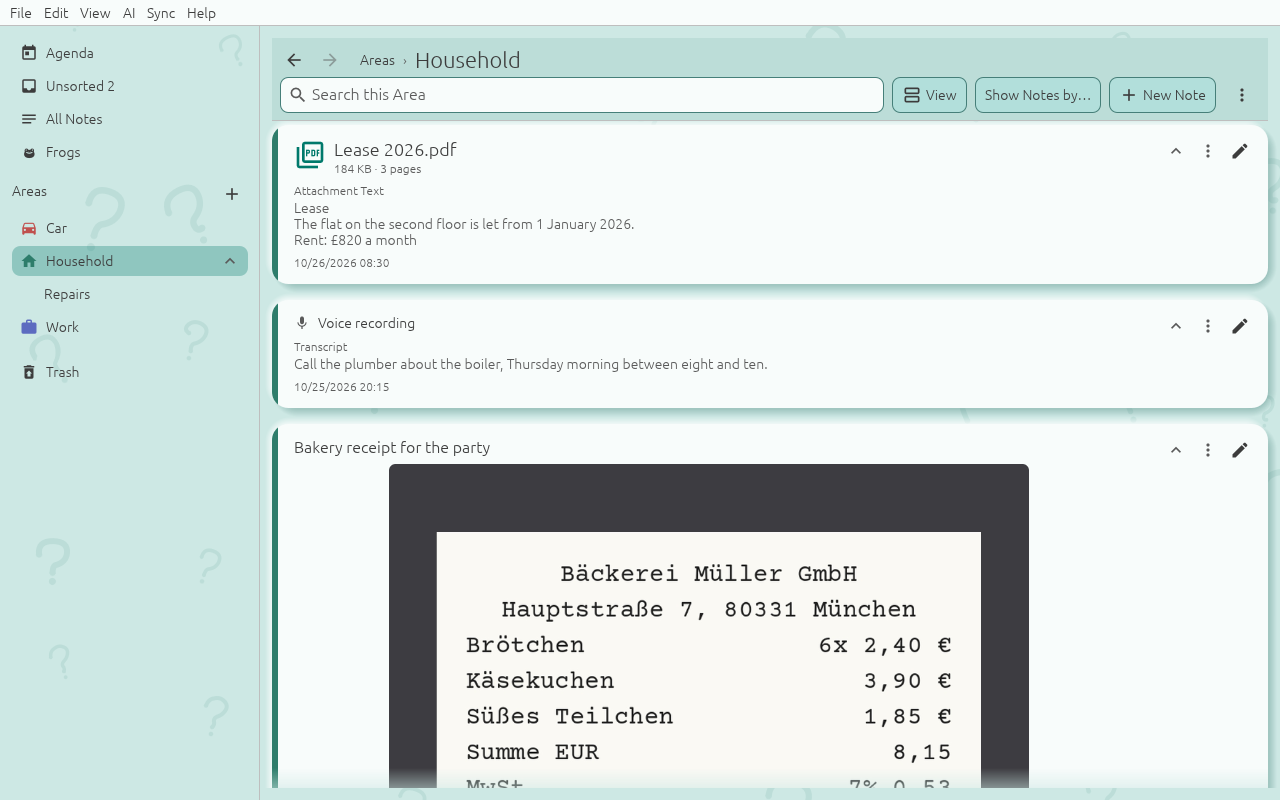 File Edit View AI Sync Help
Agenda
Unsorted 2
All Notes
Frogs
Areas
Car
Household
Repairs
Work
Trash
Areas › Household
Search this Area
View
Show Notes by...
New Note
PDF
Lease 2026.pdf
184 KB · 3 pages
Attachment Text
Lease
The flat on the second floor is let from 1 January 2026.
Rent: £820 a month
10/26/2026 08:30
Voice recording
Transcript
Call the plumber about the boiler, Thursday morning between eight and ten.
10/25/2026 20:15
Bakery receipt for the party
Bäckerei Müller GmbH
Hauptstraße 7, 80331 München
Brötchen 6x 2,40 €
Käsekuchen 3,90 €
Süßes Teilchen 1,85 €
Summe EUR 8,15
MwSt 7% 0,53